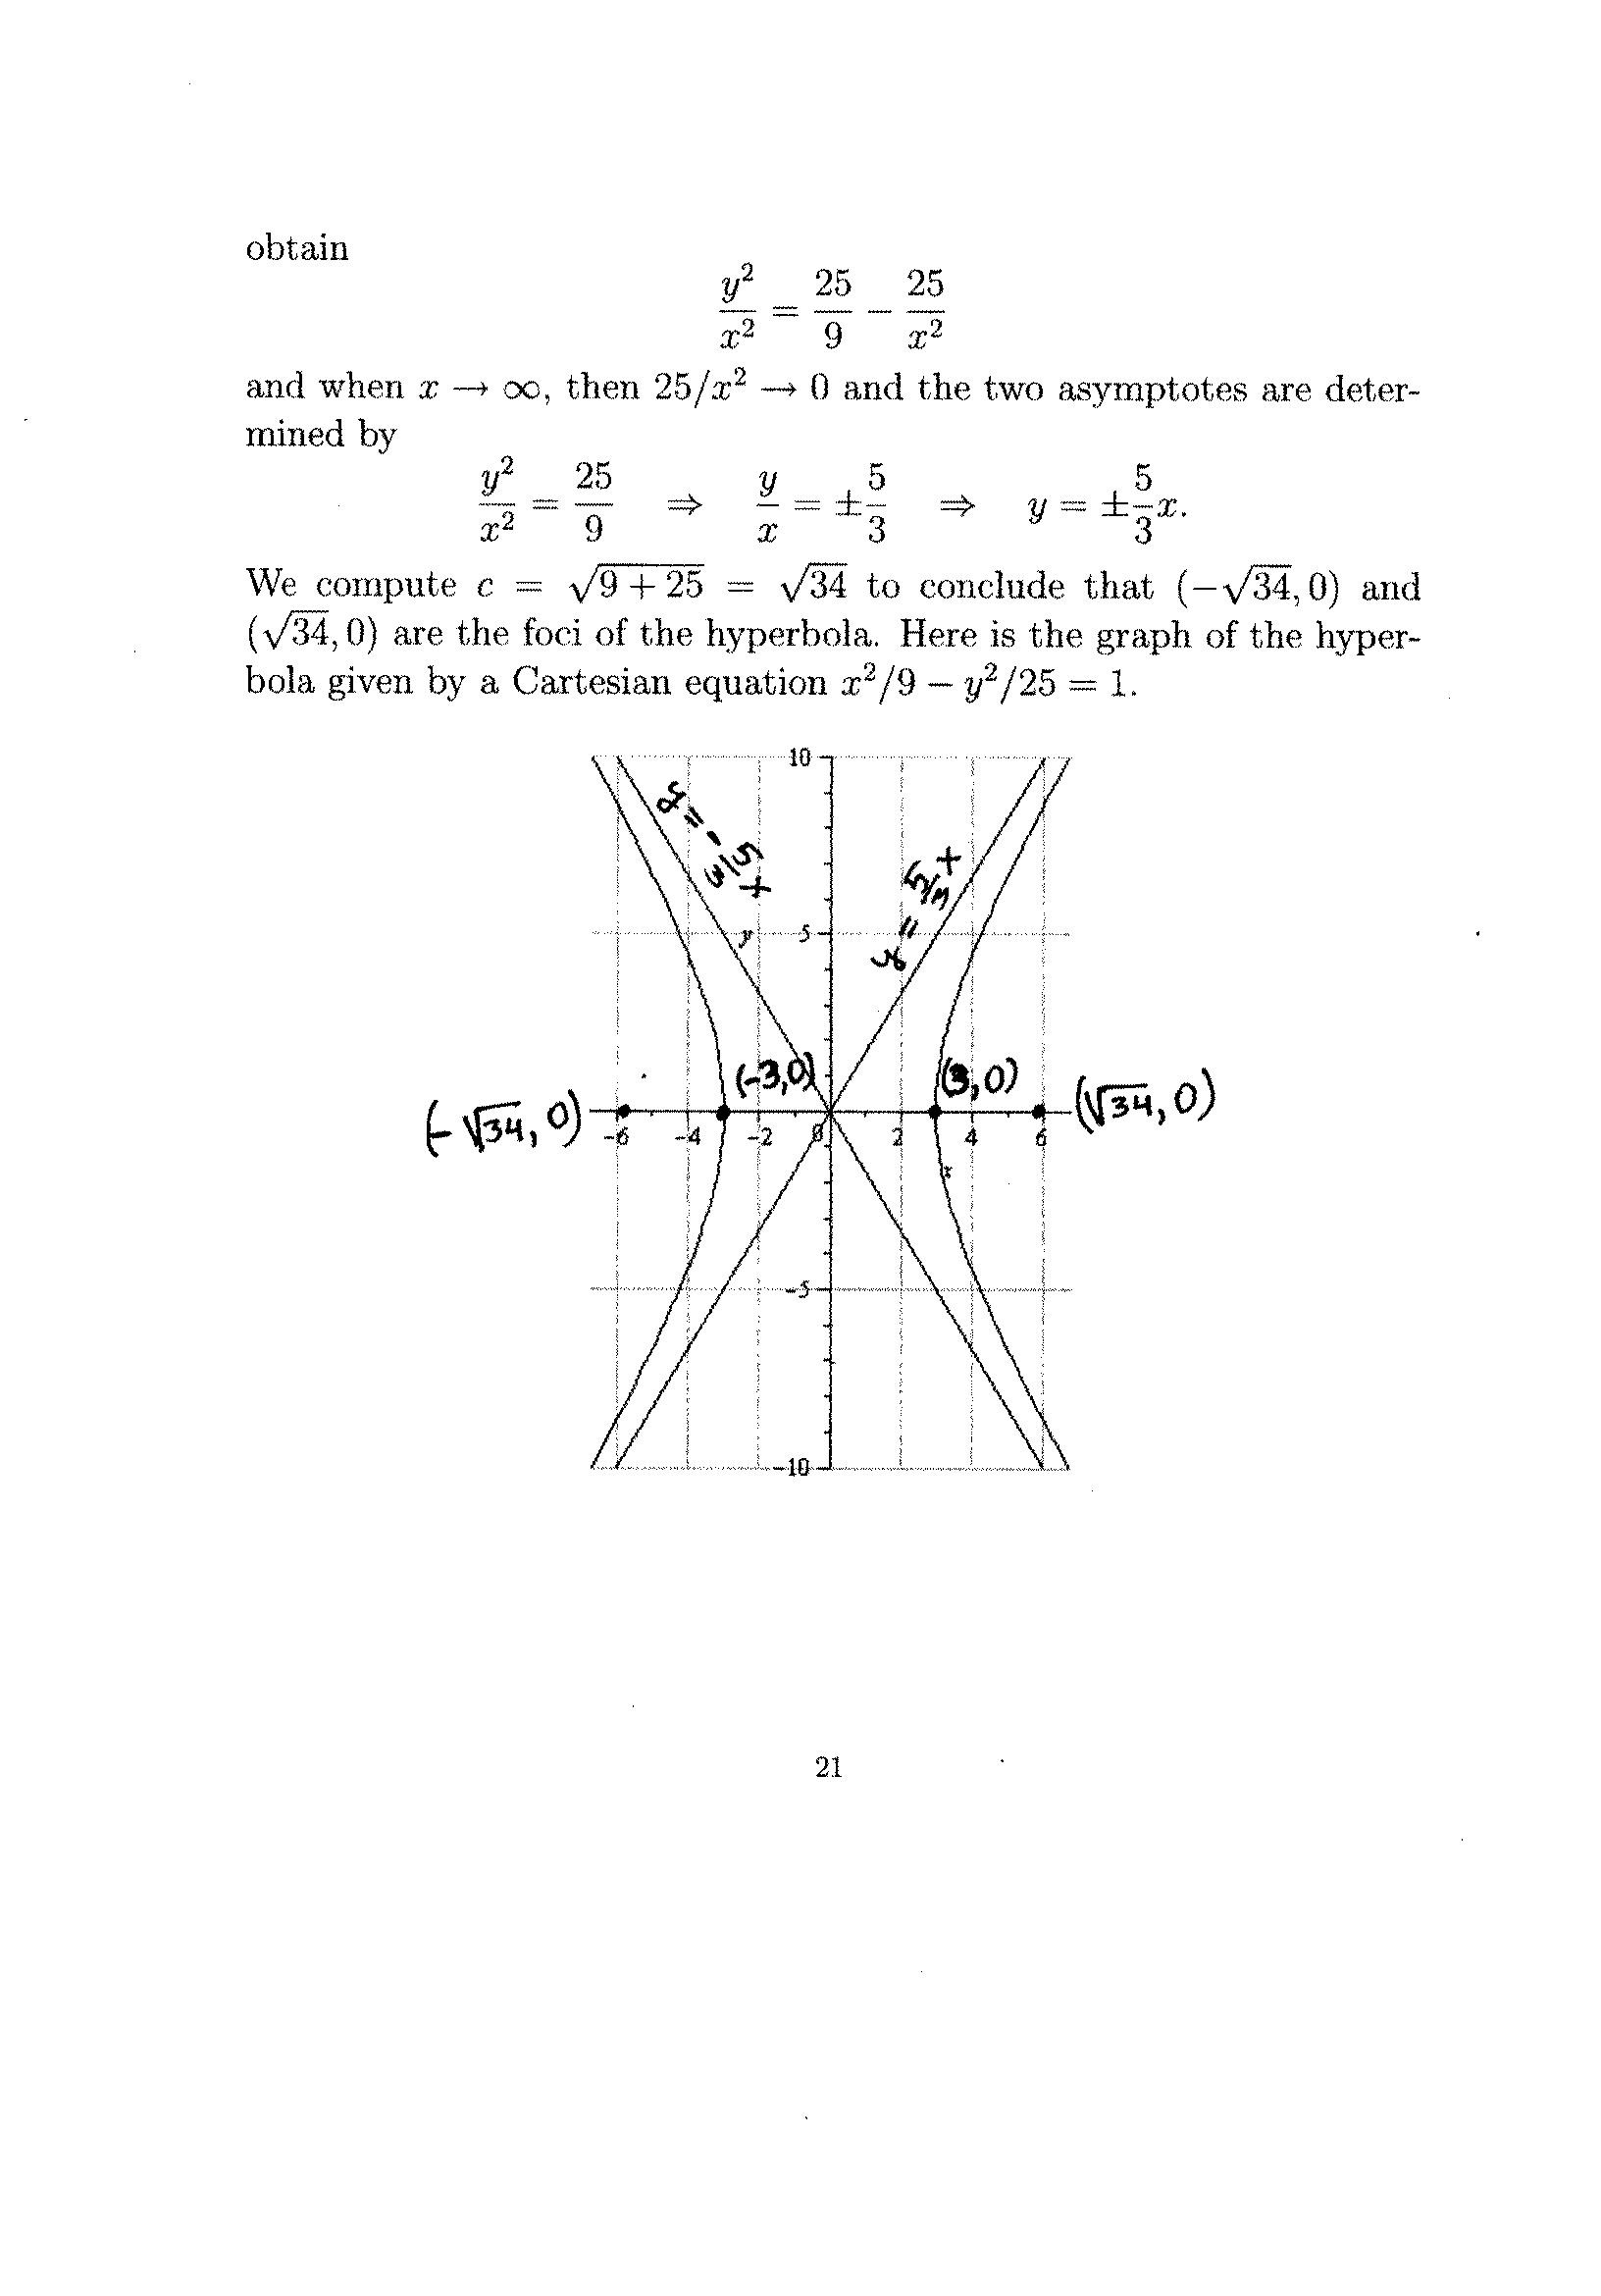 obtain
y²/x² = 25/9 − 25/x²
and when x → ∞, then 25/x² → 0 and the two asymptotes are deter-
mined by
y²/x² = 25/9 ⇒ y/x = ±5/3 ⇒ y = ±5/3x.
We compute c = √(9 + 25) = √34 to conclude that (−√34, 0) and
(√34, 0) are the foci of the hyperbola. Here is the graph of the hyper-
bola given by a Cartesian equation x²/9 − y²/25 = 1.
10
y = -5/3 x
y = 5/3 x
y
5
(-3,0)
(3,0)
(-√34, 0)
(√34, 0)
-6 -4 -2 0 2 4 6
x
-5
-10
21